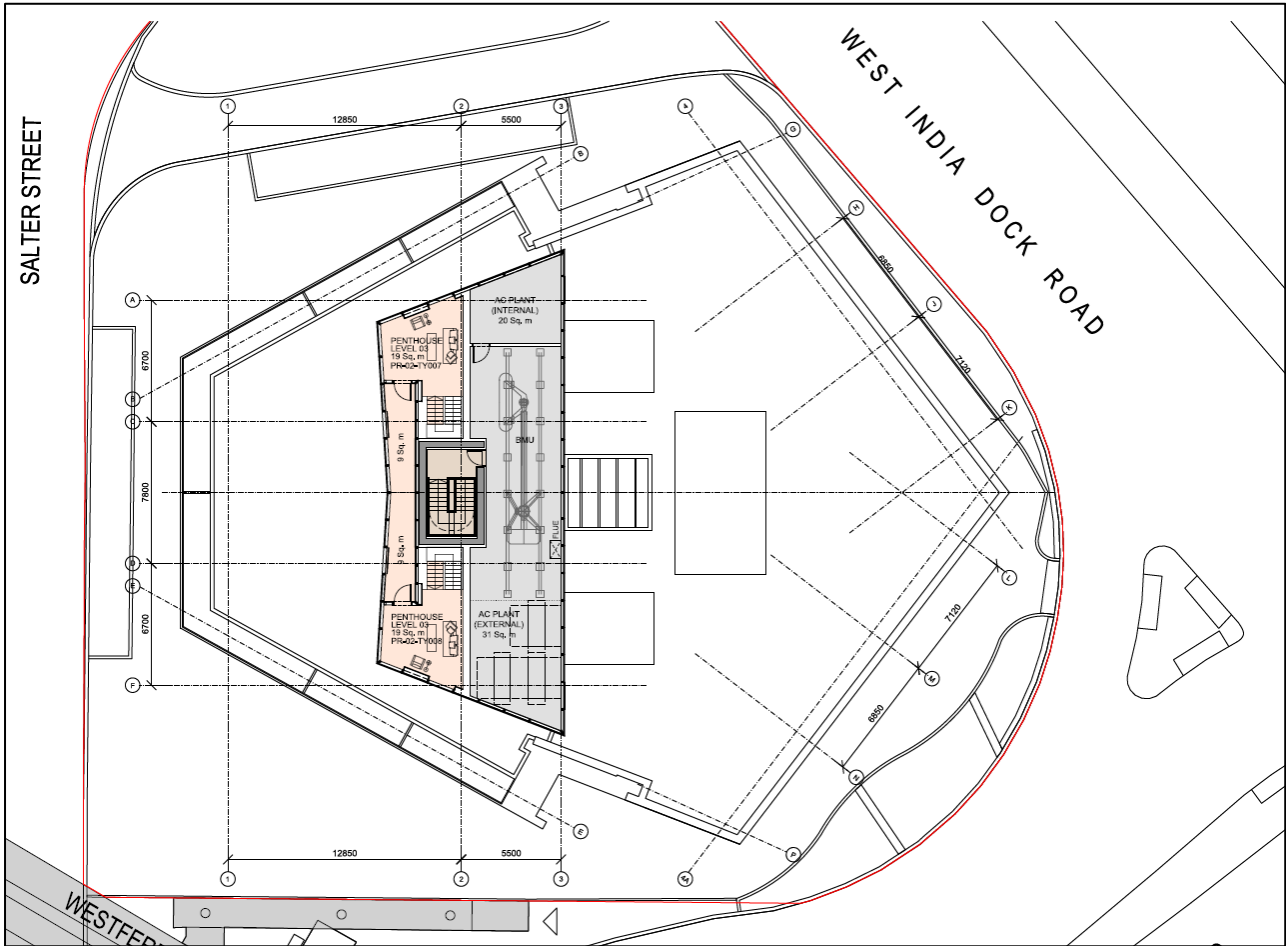 WEST INDIA DOCK ROAD
SALTER STREET
1
2
3
4
G
12850
5500
B
H
6850
J
7120
K
A
6700
B
C
7800
D
E
6700
F
AC PLANT
(INTERNAL)
20 Sq. m
PENTHOUSE
LEVEL 03
19 Sq. m
PR-02-TY007
9 Sq. m
BMU
9 Sq. m
FLUE
PENTHOUSE
LEVEL 03
19 Sq. m
PR-02-TY008
AC PLANT
(EXTERNAL)
31 Sq. m
L
7120
M
6850
N
E
P
12850
5500
1
2
3
4A